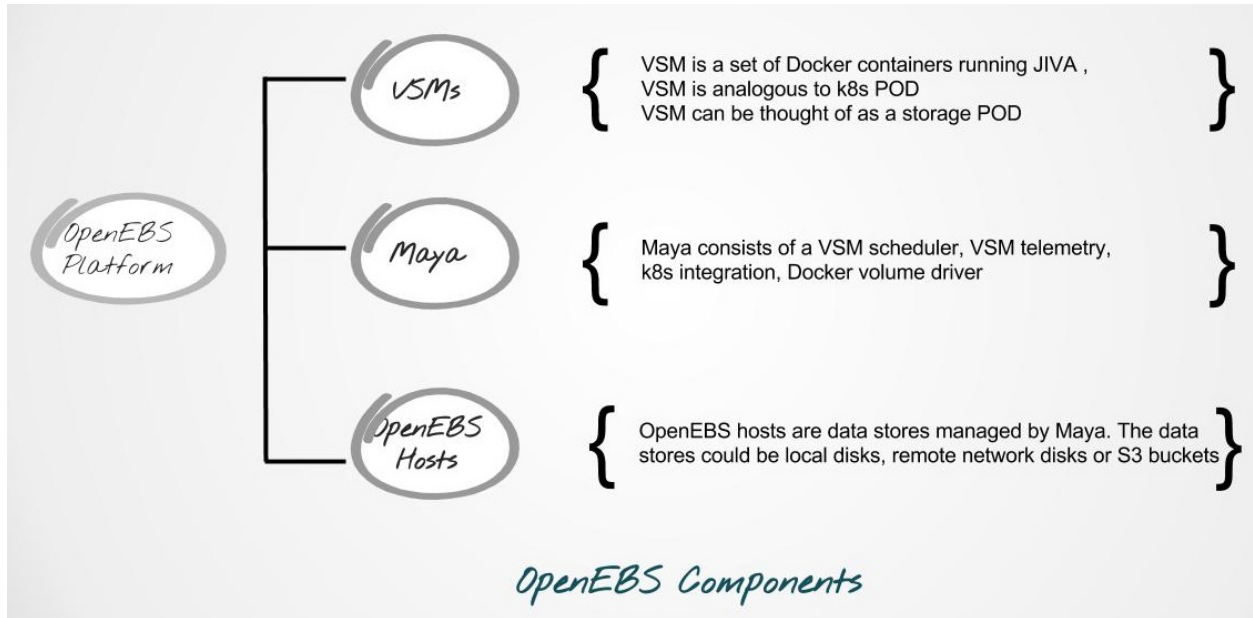 VSMs
VSM is a set of Docker containers running JIVA ,
VSM is analogous to k8s POD
VSM can be thought of as a storage POD
OpenEBS
Platform
Maya
Maya consists of a VSM scheduler, VSM telemetry,
k8s integration, Docker volume driver
OpenEBS
Hosts
OpenEBS hosts are data stores managed by Maya. The data
stores could be local disks, remote network disks or S3 buckets
OpenEBS Components